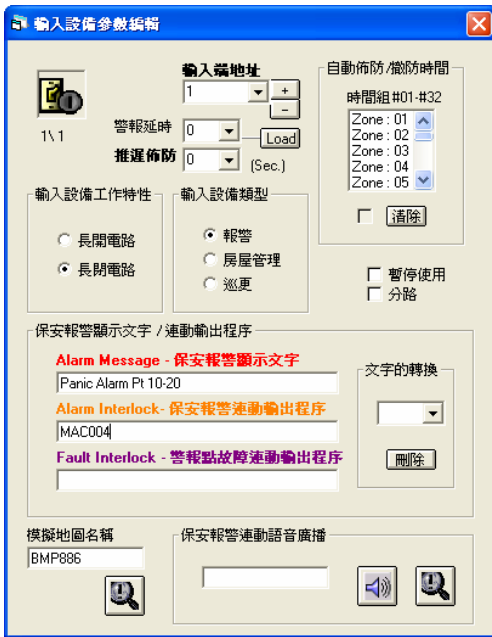 輸入設備參數編輯
輸入端地址
1
+
-
1\ 1
警報延時 0
Load
推遲佈防 0
(Sec.)
自動佈防 /撤防時間
時間組 #01-#32
Zone : 01
Zone : 02
Zone : 03
Zone : 04
Zone : 05
清除
輸入設備工作特性
長開電路
長閉電路
輸入設備類型
報警
房屋管理
巡更
暫停使用
分路
保安報警顯示文字 / 連動輸出程序
Alarm Message - 保安報警顯示文字
Panic Alarm Pt 10-20
Alarm Interlock- 保安報警連動輸出程序
MAC004
Fault Interlock - 警報點故障連動輸出程序
文字的轉換
刪除
模擬地圖名稱
BMP886
保安報警連動語音廣播